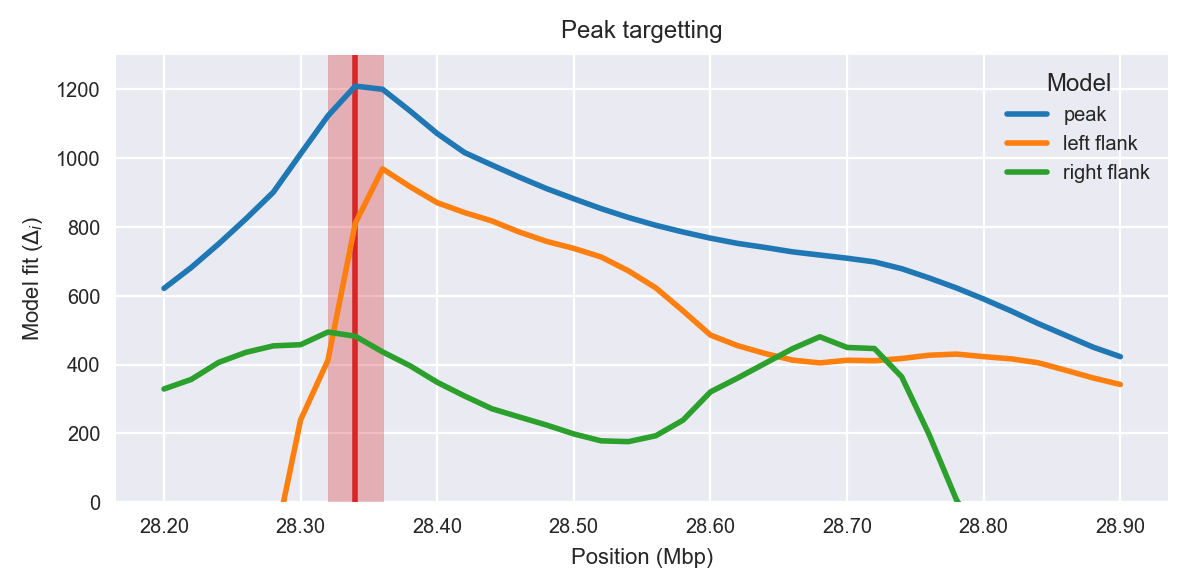 Peak targetting
Model
peak
left flank
right flank
Model fit (Δi)
1200
1000
800
600
400
200
0
28.20 28.30 28.40 28.50 28.60 28.70 28.80 28.90
Position (Mbp)